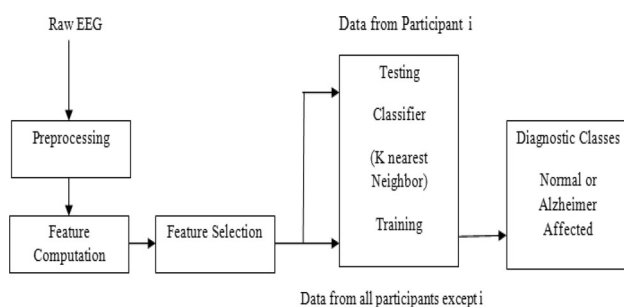 Raw EEG
Preprocessing
Feature
Computation
Feature Selection
Data from Participant i
Testing
Classifier
(K nearest
Neighbor)
Training
Data from all participants except i
Diagnostic Classes
Normal or
Alzheimer
Affected